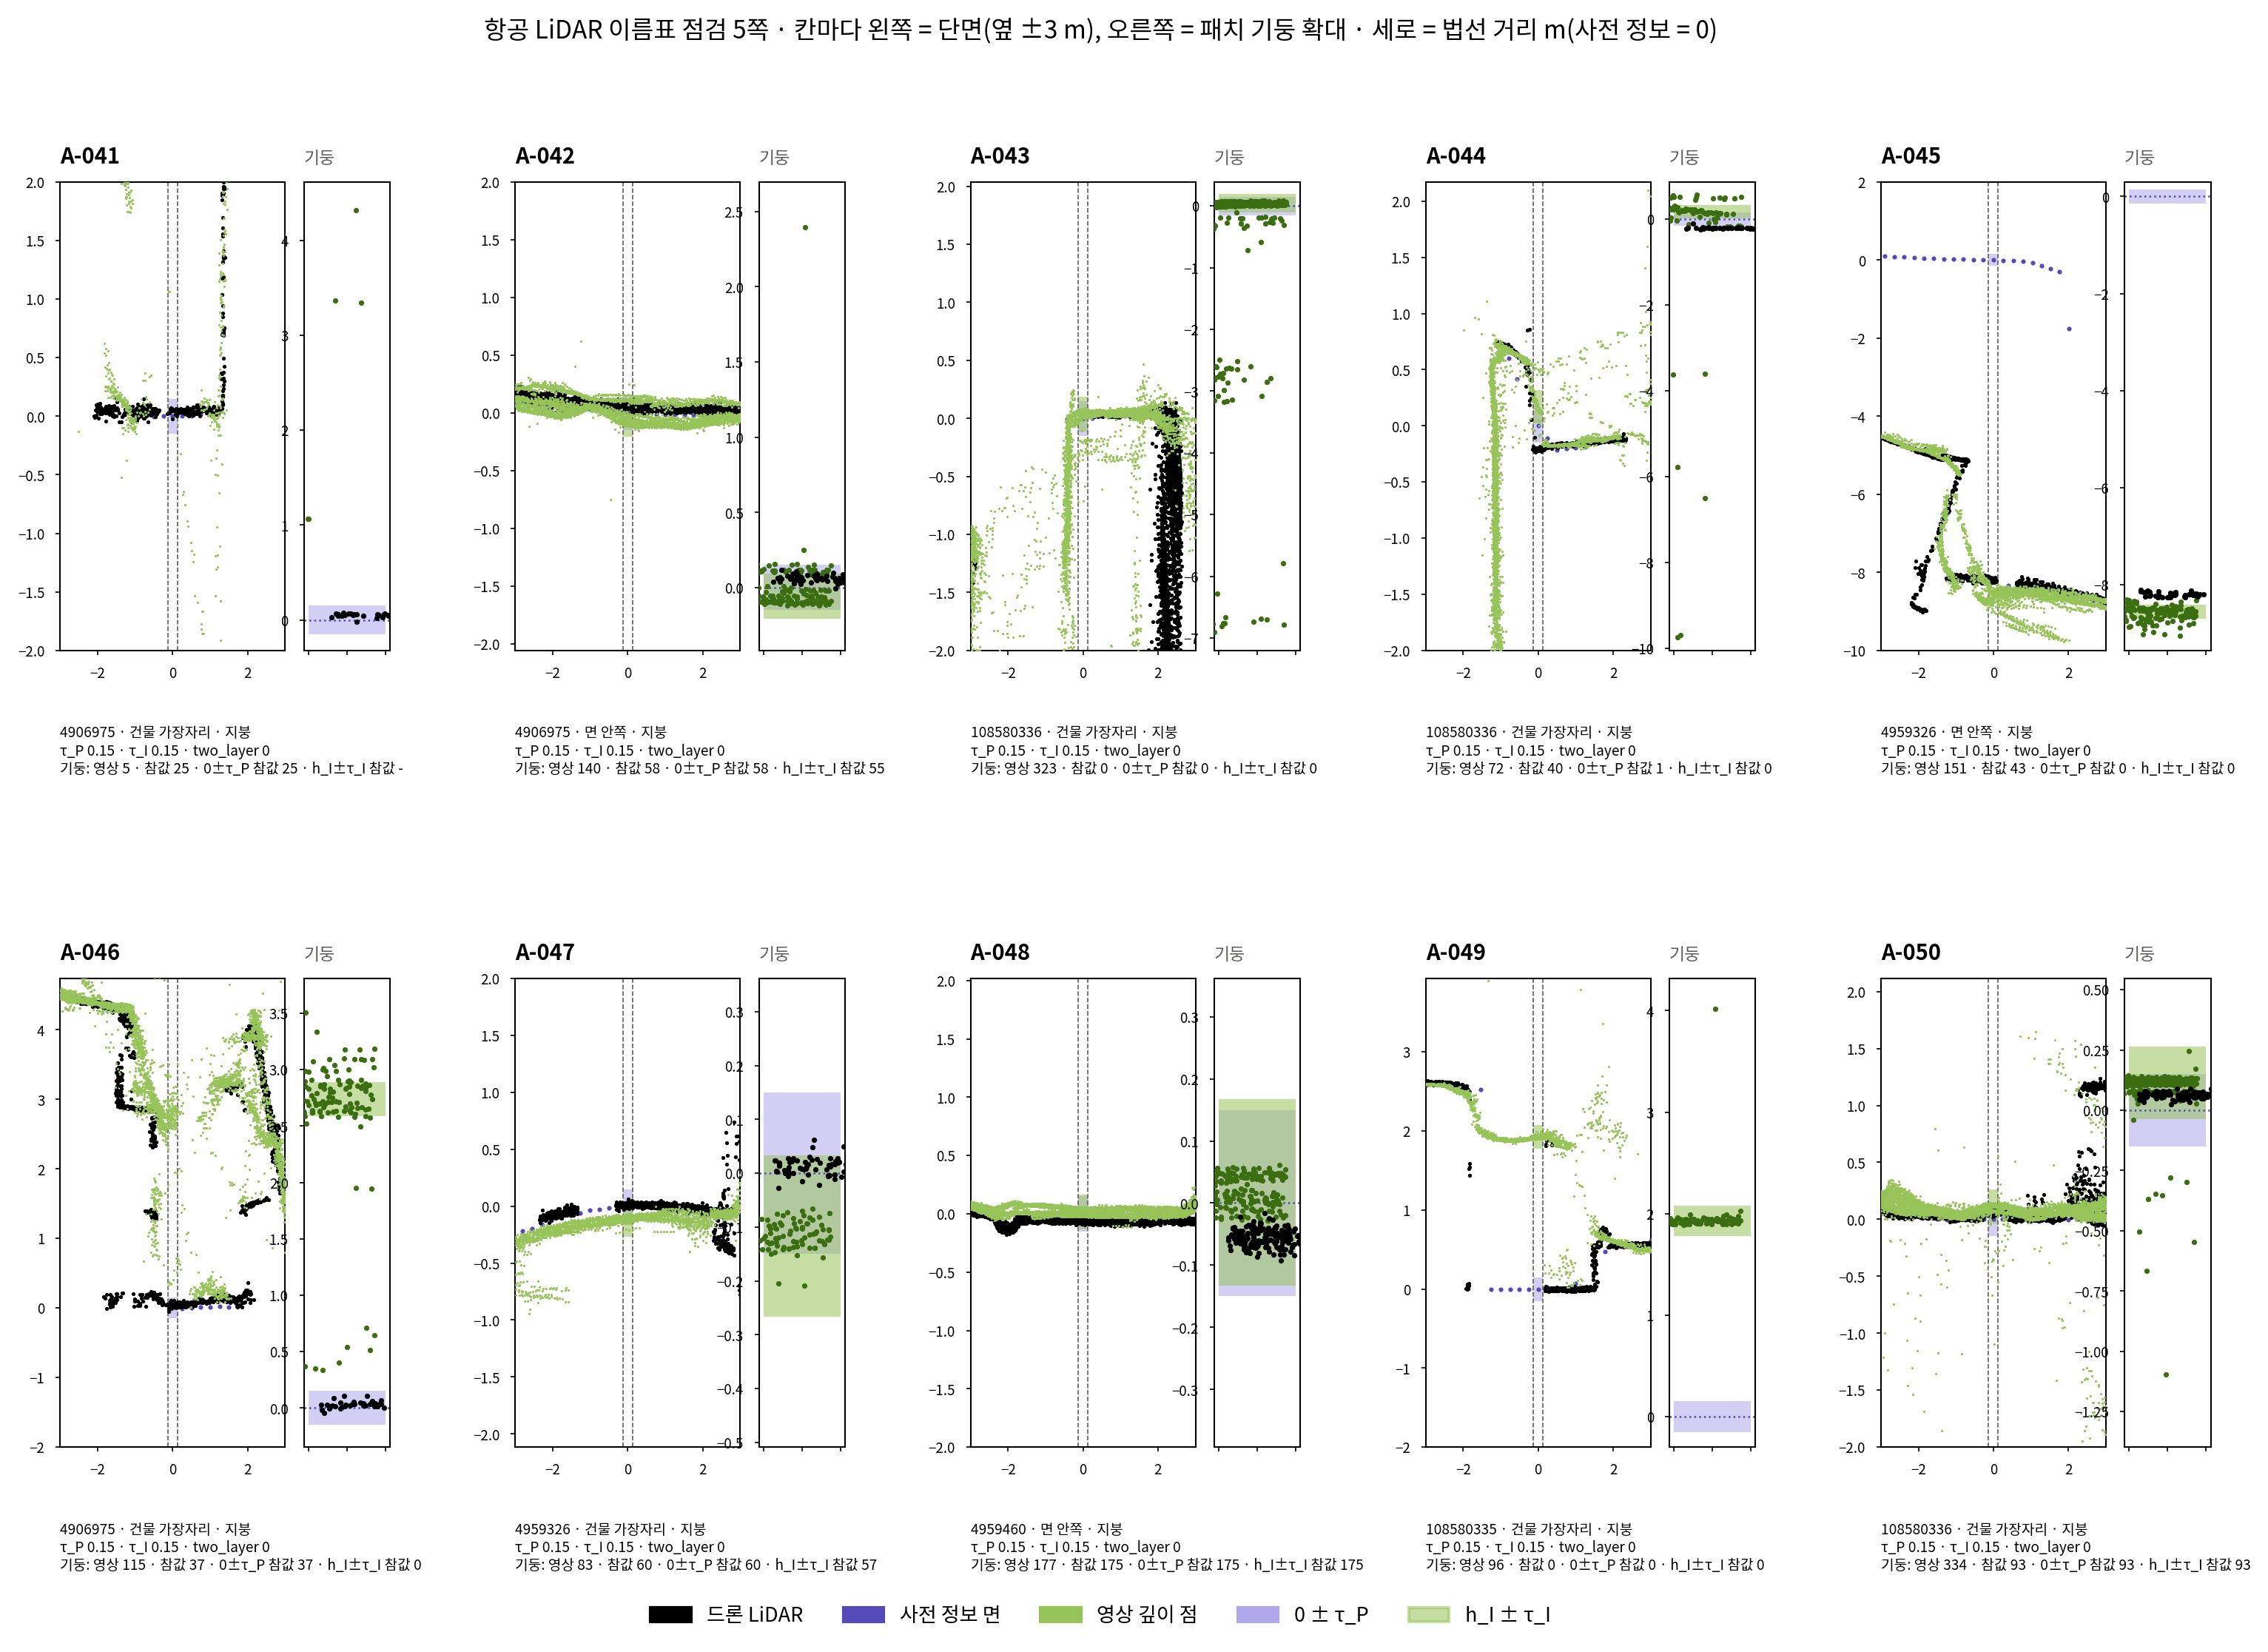 항공 LiDAR 이름표 점검 5쪽 · 칸마다 왼쪽 = 단면(옆 ±3 m), 오른쪽 = 패치 기둥 확대 · 세로 = 법선 거리 m(사전 정보 = 0)
A-041 기둥 A-042 기둥 A-043 기둥 A-044 기둥 A-045 기둥
4906975 · 건물 가장자리 · 지붕
τ_P 0.15 · τ_I 0.15 · two_layer 0
기둥: 영상 5 · 참값 25 · 0±τ_P 참값 25 · h_I±τ_I 참값 -
4906975 · 면 안쪽 · 지붕
τ_P 0.15 · τ_I 0.15 · two_layer 0
기둥: 영상 140 · 참값 58 · 0±τ_P 참값 58 · h_I±τ_I 참값 55
108580336 · 건물 가장자리 · 지붕
τ_P 0.15 · τ_I 0.15 · two_layer 0
기둥: 영상 323 · 참값 0 · 0±τ_P 참값 0 · h_I±τ_I 참값 0
108580336 · 건물 가장자리 · 지붕
τ_P 0.15 · τ_I 0.15 · two_layer 0
기둥: 영상 72 · 참값 40 · 0±τ_P 참값 1 · h_I±τ_I 참값 0
4959326 · 면 안쪽 · 지붕
τ_P 0.15 · τ_I 0.15 · two_layer 0
기둥: 영상 151 · 참값 43 · 0±τ_P 참값 0 · h_I±τ_I 참값 0
A-046 기둥 A-047 기둥 A-048 기둥 A-049 기둥 A-050 기둥
4906975 · 건물 가장자리 · 지붕
τ_P 0.15 · τ_I 0.15 · two_layer 0
기둥: 영상 115 · 참값 37 · 0±τ_P 참값 37 · h_I±τ_I 참값 0
4959326 · 건물 가장자리 · 지붕
τ_P 0.15 · τ_I 0.15 · two_layer 0
기둥: 영상 83 · 참값 60 · 0±τ_P 참값 60 · h_I±τ_I 참값 57
4959460 · 면 안쪽 · 지붕
τ_P 0.15 · τ_I 0.15 · two_layer 0
기둥: 영상 177 · 참값 175 · 0±τ_P 참값 175 · h_I±τ_I 참값 175
108580335 · 건물 가장자리 · 지붕
τ_P 0.15 · τ_I 0.15 · two_layer 0
기둥: 영상 96 · 참값 0 · 0±τ_P 참값 0 · h_I±τ_I 참값 0
108580336 · 건물 가장자리 · 지붕
τ_P 0.15 · τ_I 0.15 · two_layer 0
기둥: 영상 334 · 참값 93 · 0±τ_P 참값 93 · h_I±τ_I 참값 93
드론 LiDAR 사전 정보 면 영상 깊이 점 0 ± τ_P h_I ± τ_I